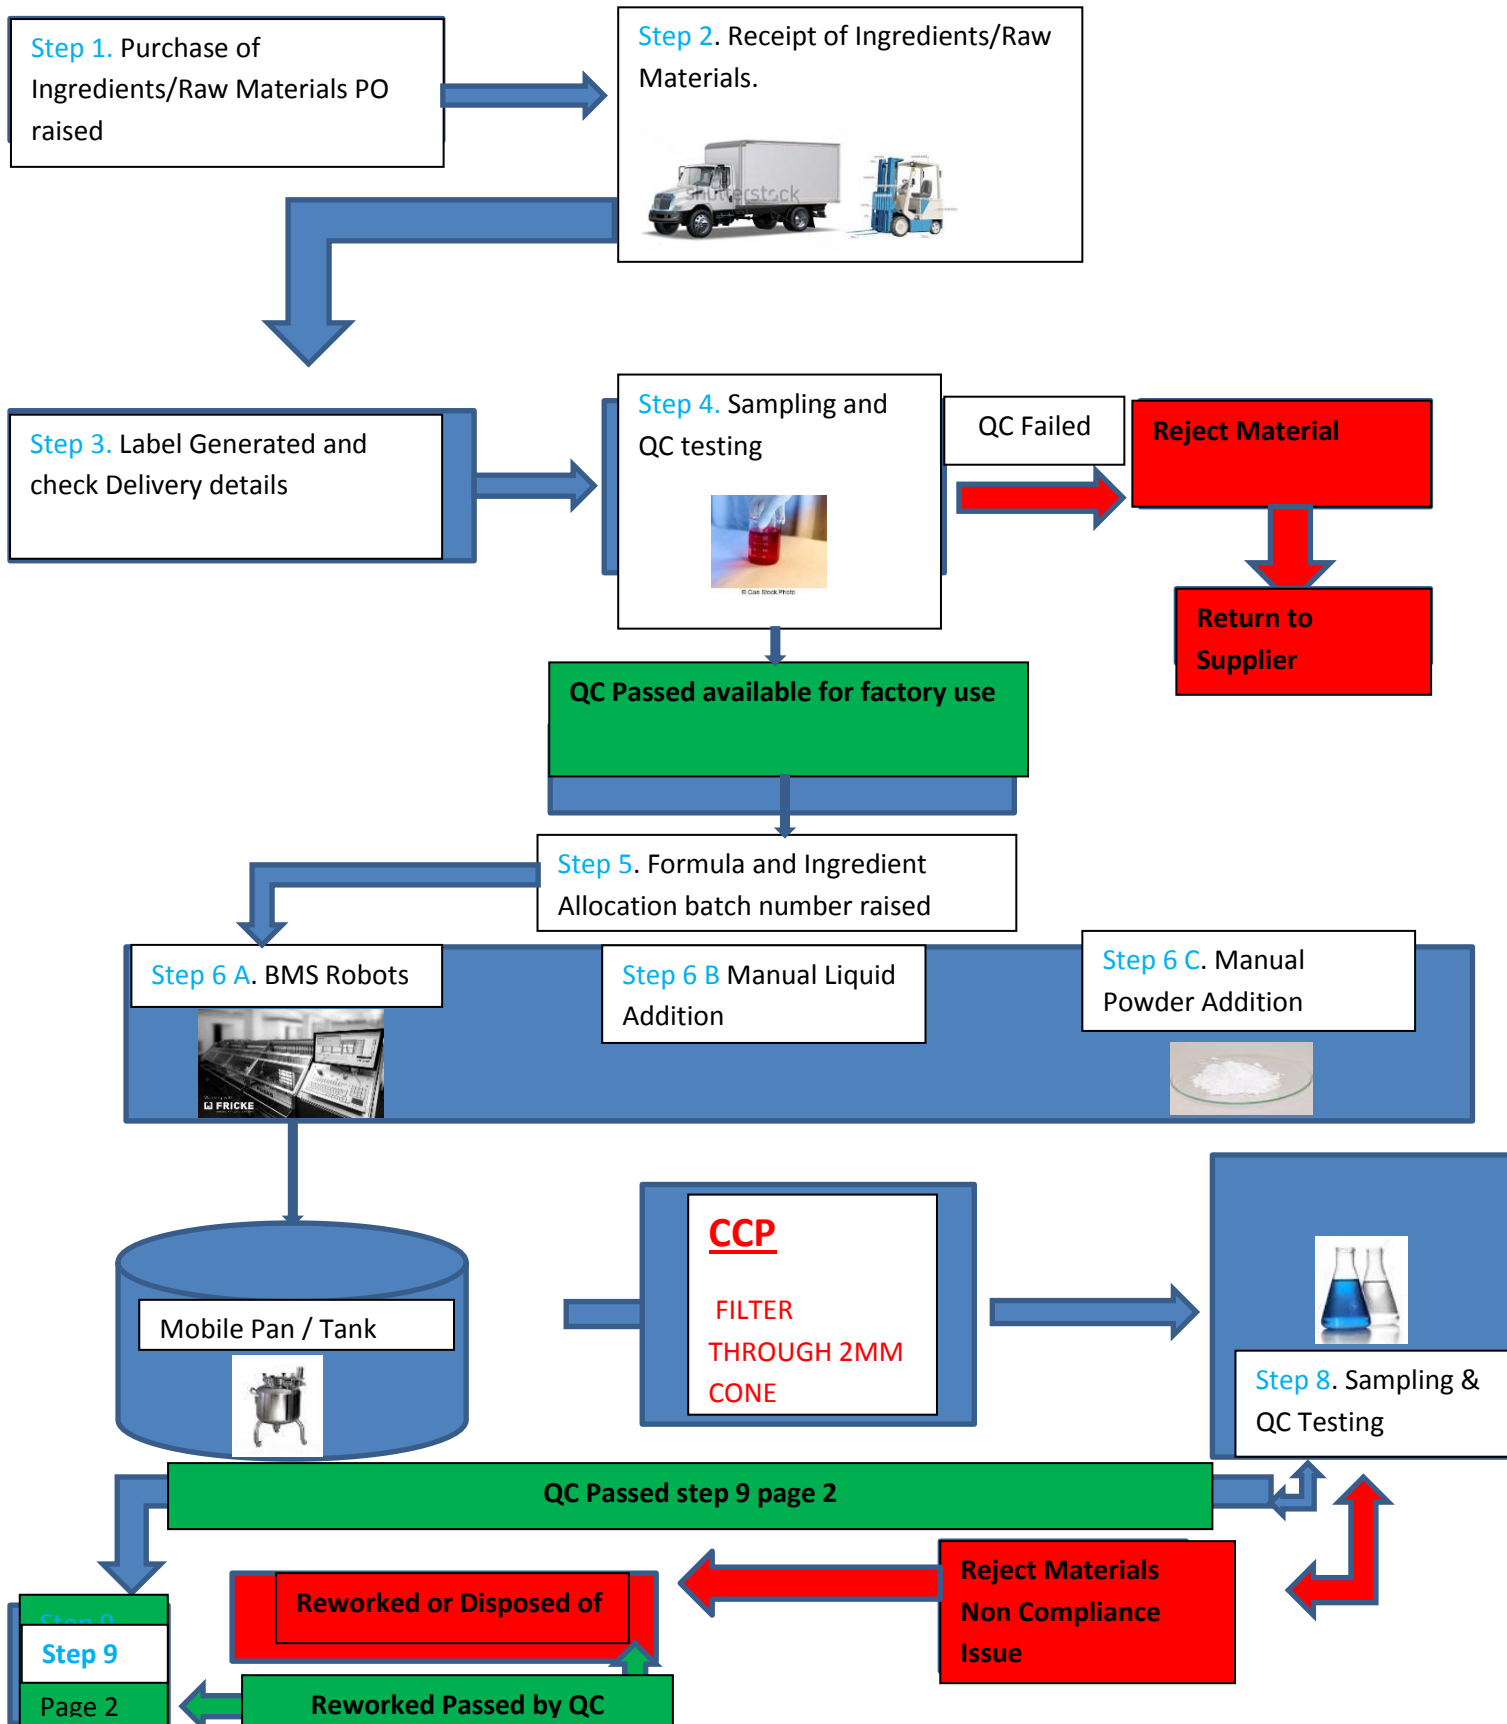 Step 1. Purchase of
Ingredients/Raw Materials PO
raised
Step 2. Receipt of Ingredients/Raw
Materials.
shutterstock
Step 3. Label Generated and
check Delivery details
Step 4. Sampling and
QC testing
© Can Stock Photo
QC Failed
Reject Material
Return to
Supplier
QC Passed available for factory use
Step 5. Formula and Ingredient
Allocation batch number raised
Step 6 A. BMS Robots
FRICKE
Step 6 B Manual Liquid
Addition
Step 6 C. Manual
Powder Addition
Mobile Pan / Tank
CCP
FILTER
THROUGH 2MM
CONE
Step 8. Sampling &
QC Testing
QC Passed step 9 page 2
Reject Materials
Non Compliance
Issue
Reworked or Disposed of
Step 9
Step 9
Page 2
Reworked Passed by QC